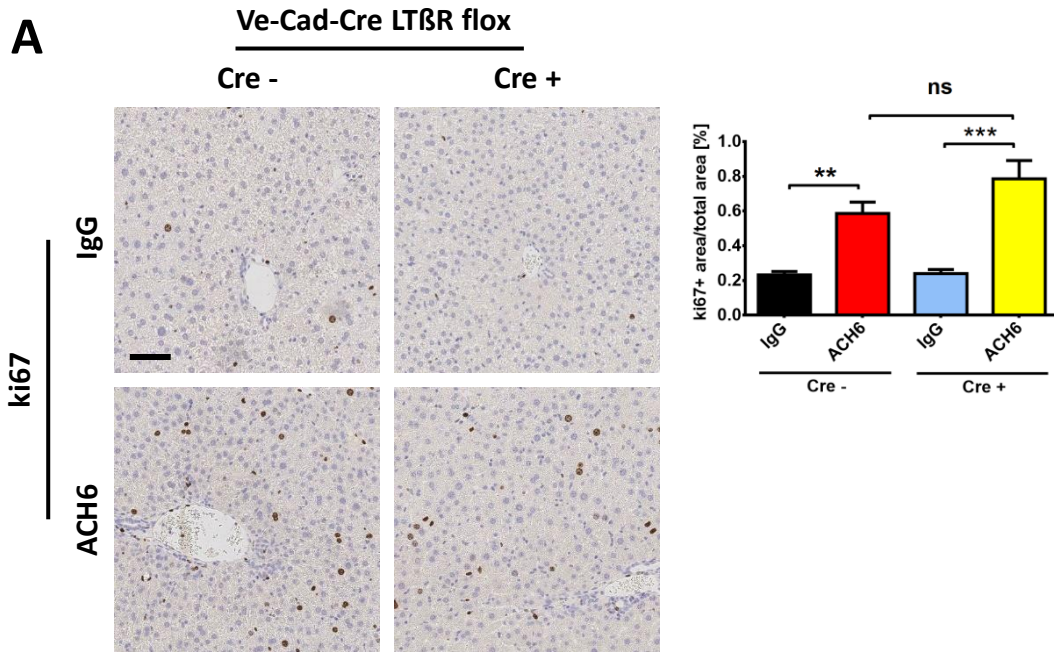 A
Ve-Cad-Cre LTßR flox
Cre -
Cre +
ki67
IgG
ACH6
ns
**
***
ki67+ area/total area [%]
1.0
0.8
0.6
0.4
0.2
0.0
IgG
ACH6
IgG
ACH6
Cre -
Cre +